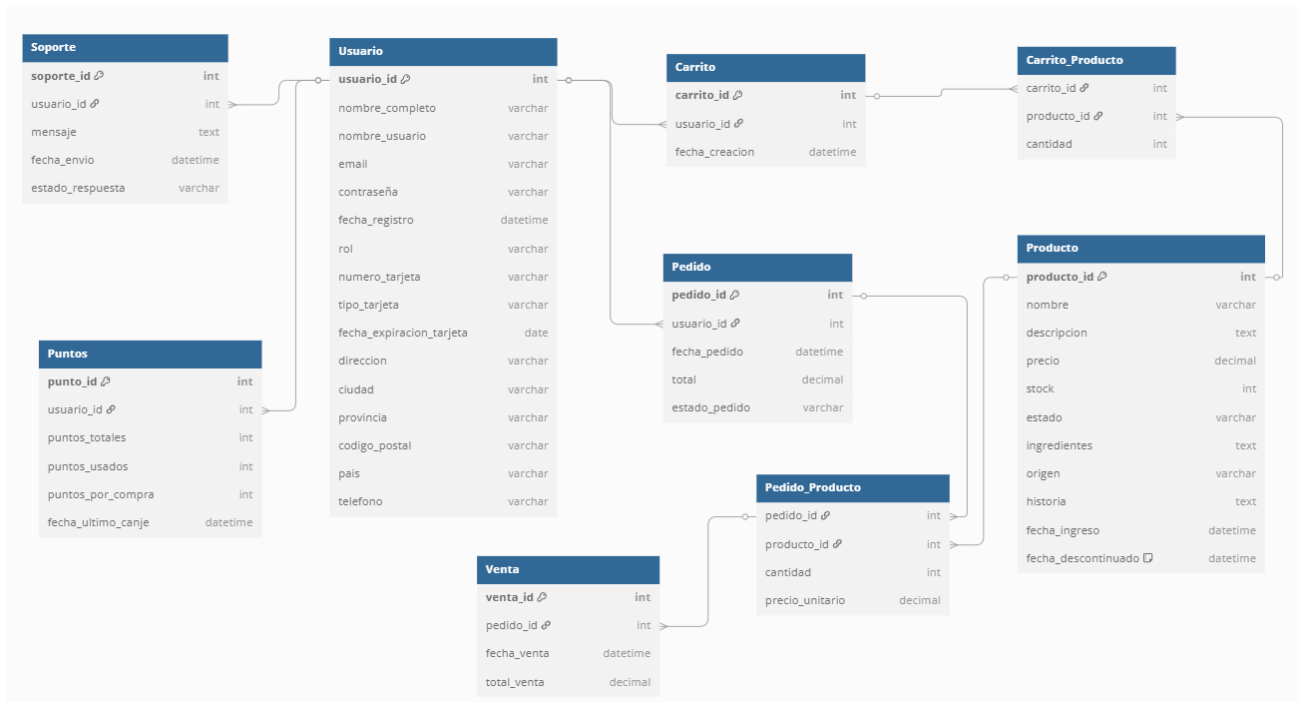 Soporte
soporte_id int
usuario_id int
mensaje text
fecha_envio datetime
estado_respuesta varchar
Usuario
usuario_id int
nombre_completo varchar
nombre_usuario varchar
email varchar
contraseña varchar
fecha_registro datetime
rol varchar
numero_tarjeta varchar
tipo_tarjeta varchar
fecha_expiracion_tarjeta date
direccion varchar
ciudad varchar
provincia varchar
codigo_postal varchar
pais varchar
telefono varchar
Carrito
carrito_id int
usuario_id int
fecha_creacion datetime
Carrito_Producto
carrito_id int
producto_id int
cantidad int
Puntos
punto_id int
usuario_id int
puntos_totales int
puntos_usados int
puntos_por_compra int
fecha_ultimo_canje datetime
Pedido
pedido_id int
usuario_id int
fecha_pedido datetime
total decimal
estado_pedido varchar
Producto
producto_id int
nombre varchar
descripcion text
precio decimal
stock int
estado varchar
ingredientes text
origen varchar
historia text
fecha_ingreso datetime
fecha_descontinuado datetime
Pedido_Producto
pedido_id int
producto_id int
cantidad int
precio_unitario decimal
Venta
venta_id int
pedido_id int
fecha_venta datetime
total_venta decimal